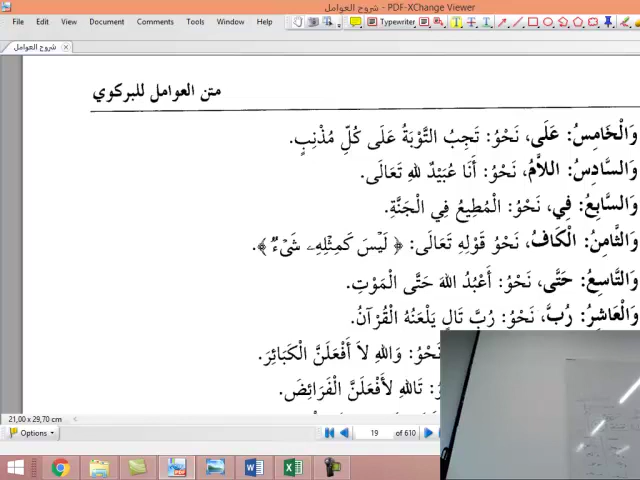 شروح العوامل - PDF-XChange Viewer
File Edit View Document Comments Tools Window Help
Typewriter
شروح العوامل
متن العوامل للبركوي
وَالْخَامِسُ: عَلَى، نَحْوُ: تَجِبُ التَّوْبَةُ عَلَى كُلِّ مُذْنِبٍ.
وَالسَّادِسُ: اللاَّمُ، نَحْوُ: أَنَا عُبَيْدٌ للهِ تَعَالَى.
وَالسَّابِعُ: فِي، نَحْوُ: الْمُطِيعُ فِي الْجَنَّةِ.
وَالثَّامِنُ: الْكَافُ، نَحْوُ قَوْلِهِ تَعَالَى: ﴿ لَيْسَ كَمِثْلِهِۦ شَىْءٌ ﴾.
وَالتَّاسِعُ: حَتَّى، نَحْوُ: أَعْبُدُ اللهَ حَتَّى الْمَوْتِ.
وَالْعَاشِرُ: رُبَّ، نَحْوُ: رُبَّ تَالٍ يَلْعَنُهُ الْقُرْآنُ.
نَحْوُ: وَاللهِ لاَ أَفْعَلَنَّ الْكَبَائِرَ.
: تَاللهِ لأَفْعَلَنَّ الْفَرَائِضَ.
21,00 x 29,70 cm
Options 19 of 610